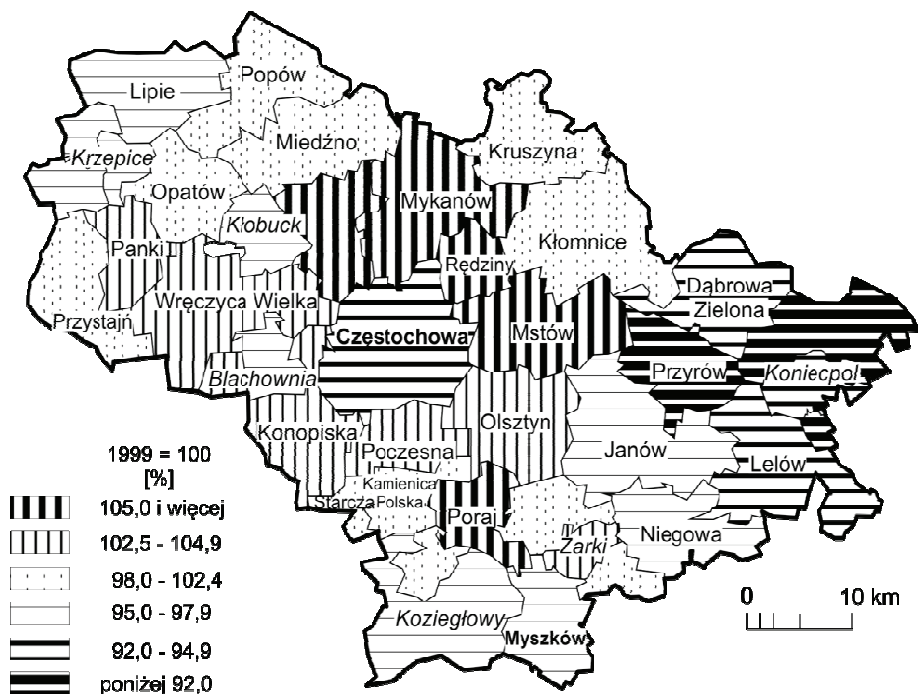 Popów
Lipie
Miedźno
Kruszyna
Krzepice
Opatów
Mykanów
Kłobuck
Kłomnice
Panki
Rędziny
Dąbrowa
Zielona
Wręczyca Wielka
Przystajń
Częstochowa
Mstów
Przyrów
Koniecpol
Blachownia
Olsztyn
Konopiska
Poczesna
Janów
Lelów
1999 = 100
[%]
Kamienica
Polska
Starcza
105,0 i więcej
Poraj
Niegowa
102,5 - 104,9
Żarki
98,0 - 102,4
0 10 km
95,0 - 97,9
Koziegłowy
Myszków
92,0 - 94,9
poniżej 92,0